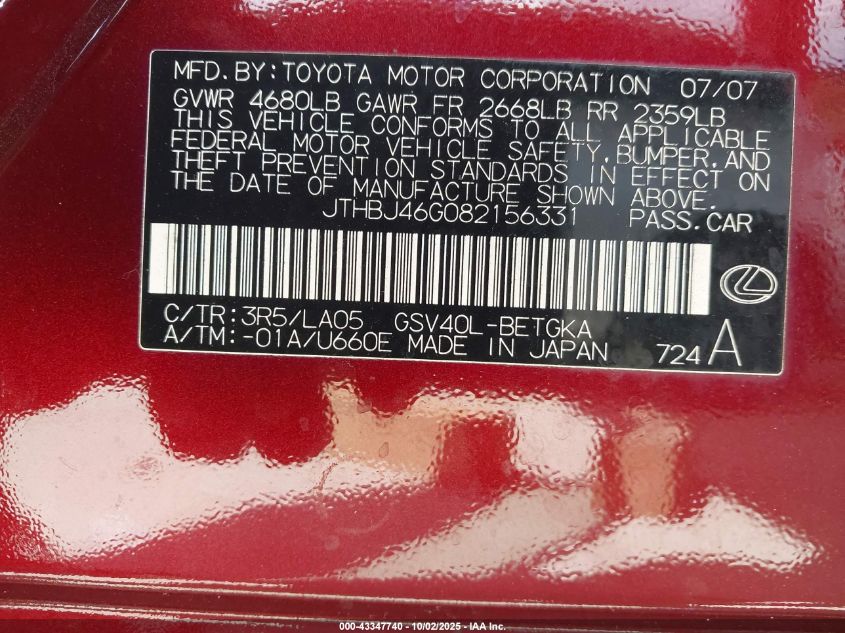 MFD. BY: TOYOTA MOTOR CORPORATION 07/07
GVWR 4680LB GAWR FR 2668LB RR 2359LB
THIS VEHICLE CONFORMS TO ALL APPLICABLE
FEDERAL MOTOR VEHICLE SAFETY, BUMPER, AND
THEFT PREVENTION STANDARDS IN EFFECT ON
THE DATE OF MANUFACTURE SHOWN ABOVE.
JTHBJ46G082156331 PASS. CAR
C/TR: 3R5/LA05 GSV40L-BETGKA
A/TM: -01A/U660E MADE IN JAPAN 724 A
000-43347740 - 10/02/2025 - IAA Inc.